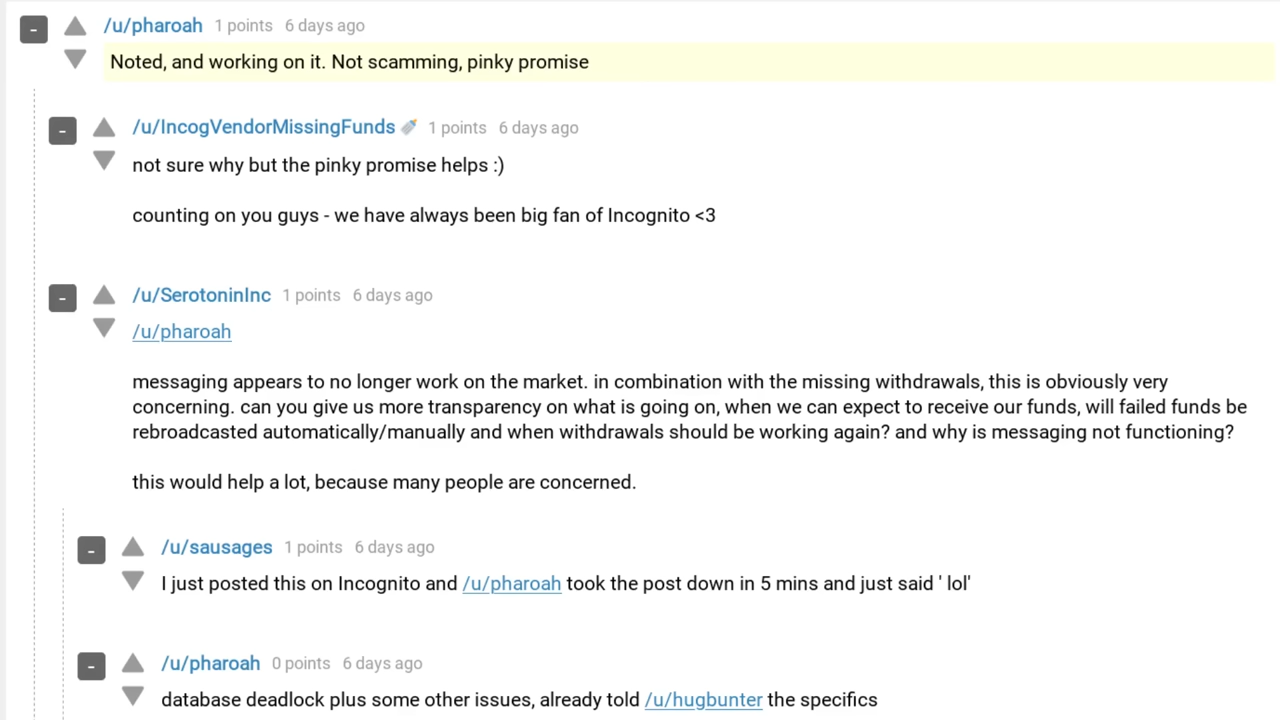 - /u/pharoah 1 points 6 days ago
Noted, and working on it. Not scamming, pinky promise
- /u/IncogVendorMissingFunds 1 points 6 days ago
not sure why but the pinky promise helps :)
counting on you guys - we have always been big fan of Incognito <3
- /u/SerotoninInc 1 points 6 days ago
/u/pharoah
messaging appears to no longer work on the market. in combination with the missing withdrawals, this is obviously very
concerning. can you give us more transparency on what is going on, when we can expect to receive our funds, will failed funds be
rebroadcasted automatically/manually and when withdrawals should be working again? and why is messaging not functioning?
this would help a lot, because many people are concerned.
- /u/sausages 1 points 6 days ago
I just posted this on Incognito and /u/pharoah took the post down in 5 mins and just said ' lol'
- /u/pharoah 0 points 6 days ago
database deadlock plus some other issues, already told /u/hugbunter the specifics